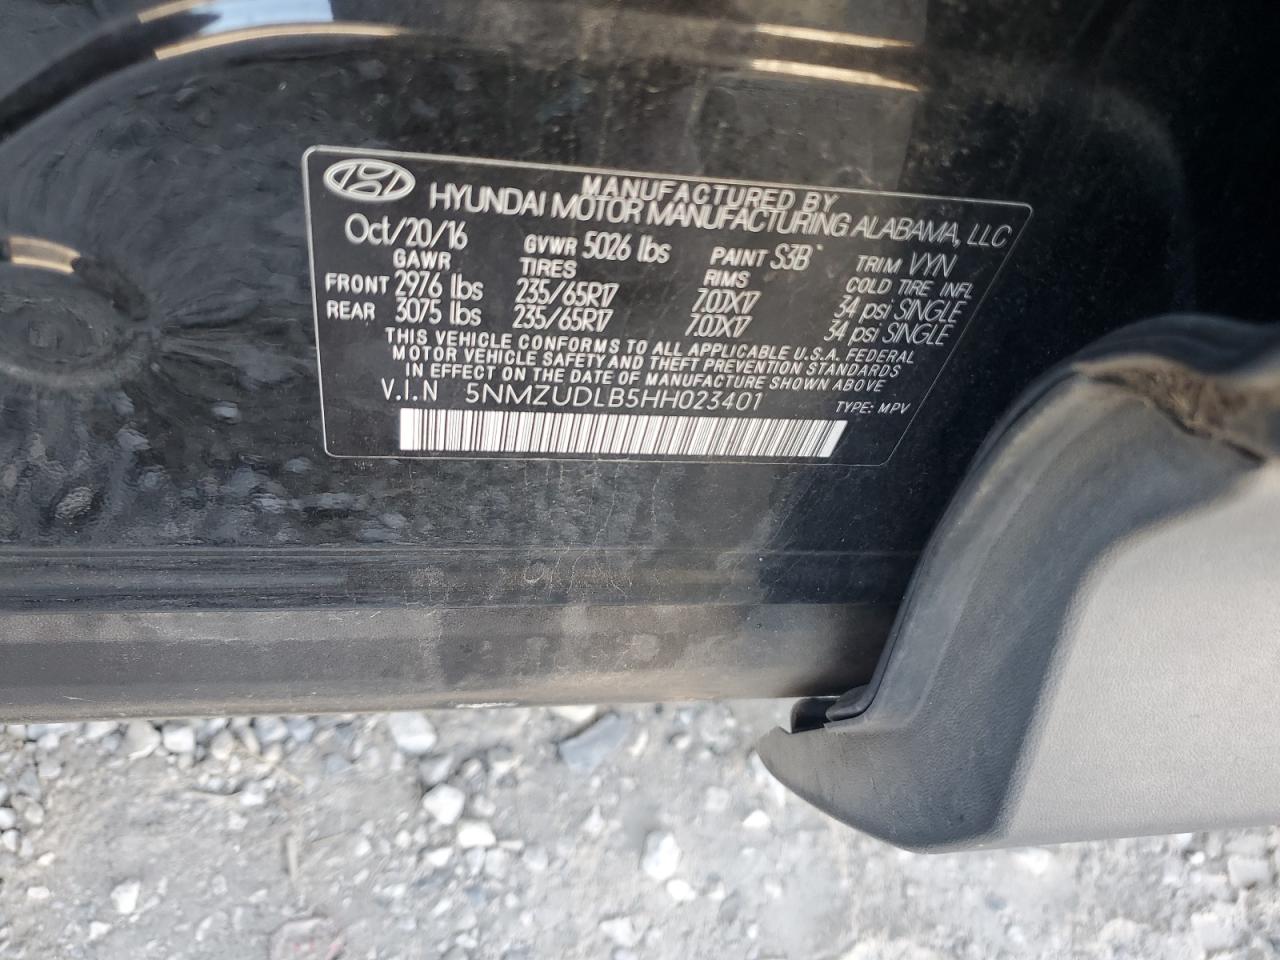 MANUFACTURED BY
HYUNDAI MOTOR MANUFACTURING ALABAMA, LLC
Oct/20/16 GVWR 5026 lbs PAINT S3B TRIM VYN
GAWR TIRES RIMS COLD TIRE INFL
FRONT 2976 lbs 235/65R17 7.0JX17 34 psi SINGLE
REAR 3075 lbs 235/65R17 7.0JX17 34 psi SINGLE
THIS VEHICLE CONFORMS TO ALL APPLICABLE U.S.A. FEDERAL
MOTOR VEHICLE SAFETY AND THEFT PREVENTION STANDARDS
IN EFFECT ON THE DATE OF MANUFACTURE SHOWN ABOVE
V.I.N 5NMZUDLB5HH023401 TYPE: MPV